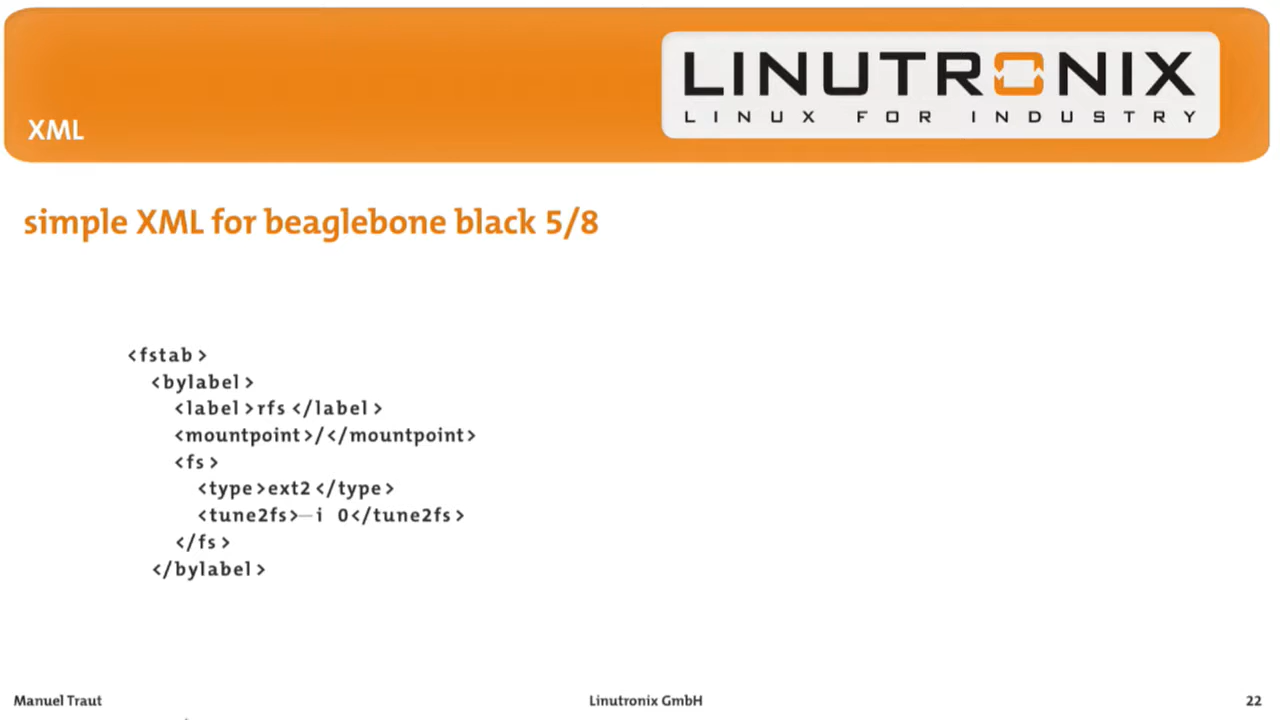 LINUTRONIX
LINUX FOR INDUSTRY
XML
simple XML for beaglebone black 5/8
<fstab>
<bylabel>
<label>rfs</label>
<mountpoint>/</mountpoint>
<fs>
<type>ext2</type>
<tune2fs>-i 0</tune2fs>
</fs>
</bylabel>
Manuel Traut
Linutronix GmbH
22